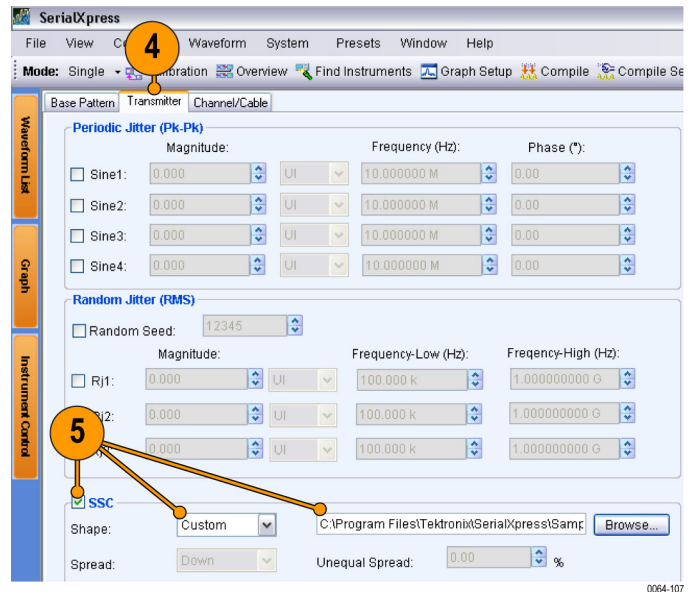 SerialXpress
File View Waveform System Presets Window Help
4
Mode: Single Overview Find Instruments Graph Setup Compile Compile Se
Base Pattern Transmitter Channel/Cable
Waveform List
Graph
Instrument Control
Periodic Jitter (Pk-Pk)
Magnitude: Frequency (Hz): Phase (°):
Sine1: 0.000 UI 10.000000 M 0.00
Sine2: 0.000 UI 10.000000 M 0.00
Sine3: 0.000 UI 10.000000 M 0.00
Sine4: 0.000 UI 10.000000 M 0.00
Random Jitter (RMS)
Random Seed: 12345
Magnitude: Frequency-Low (Hz): Freqency-High (Hz):
Rj1: 0.000 UI 100.000 k 1.000000000 G
Rj2: 0.000 UI 100.000 k 1.000000000 G
0.000 UI 100.000 k 1.000000000 G
5
SSC
Shape: Custom C:\Program Files\Tektronix\SerialXpress\Samp Browse...
Spread: Down Unequal Spread: 0.00 %
0064-107